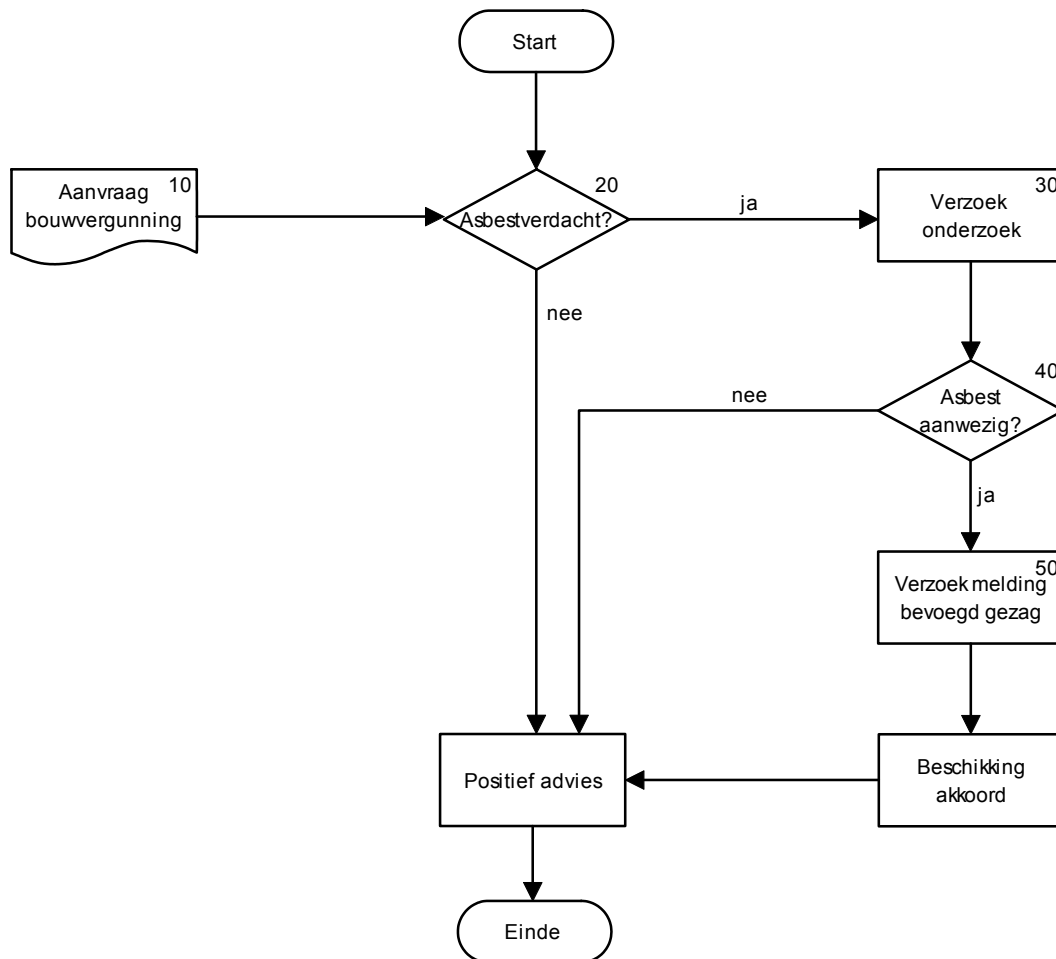 Start
10
Aanvraag
bouwvergunning
20
Asbestverdacht?
ja
30
Verzoek
onderzoek
nee
40
Asbest
aanwezig?
nee
ja
50
Verzoek melding
bevoegd gezag
Positief advies
Beschikking
akkoord
Einde